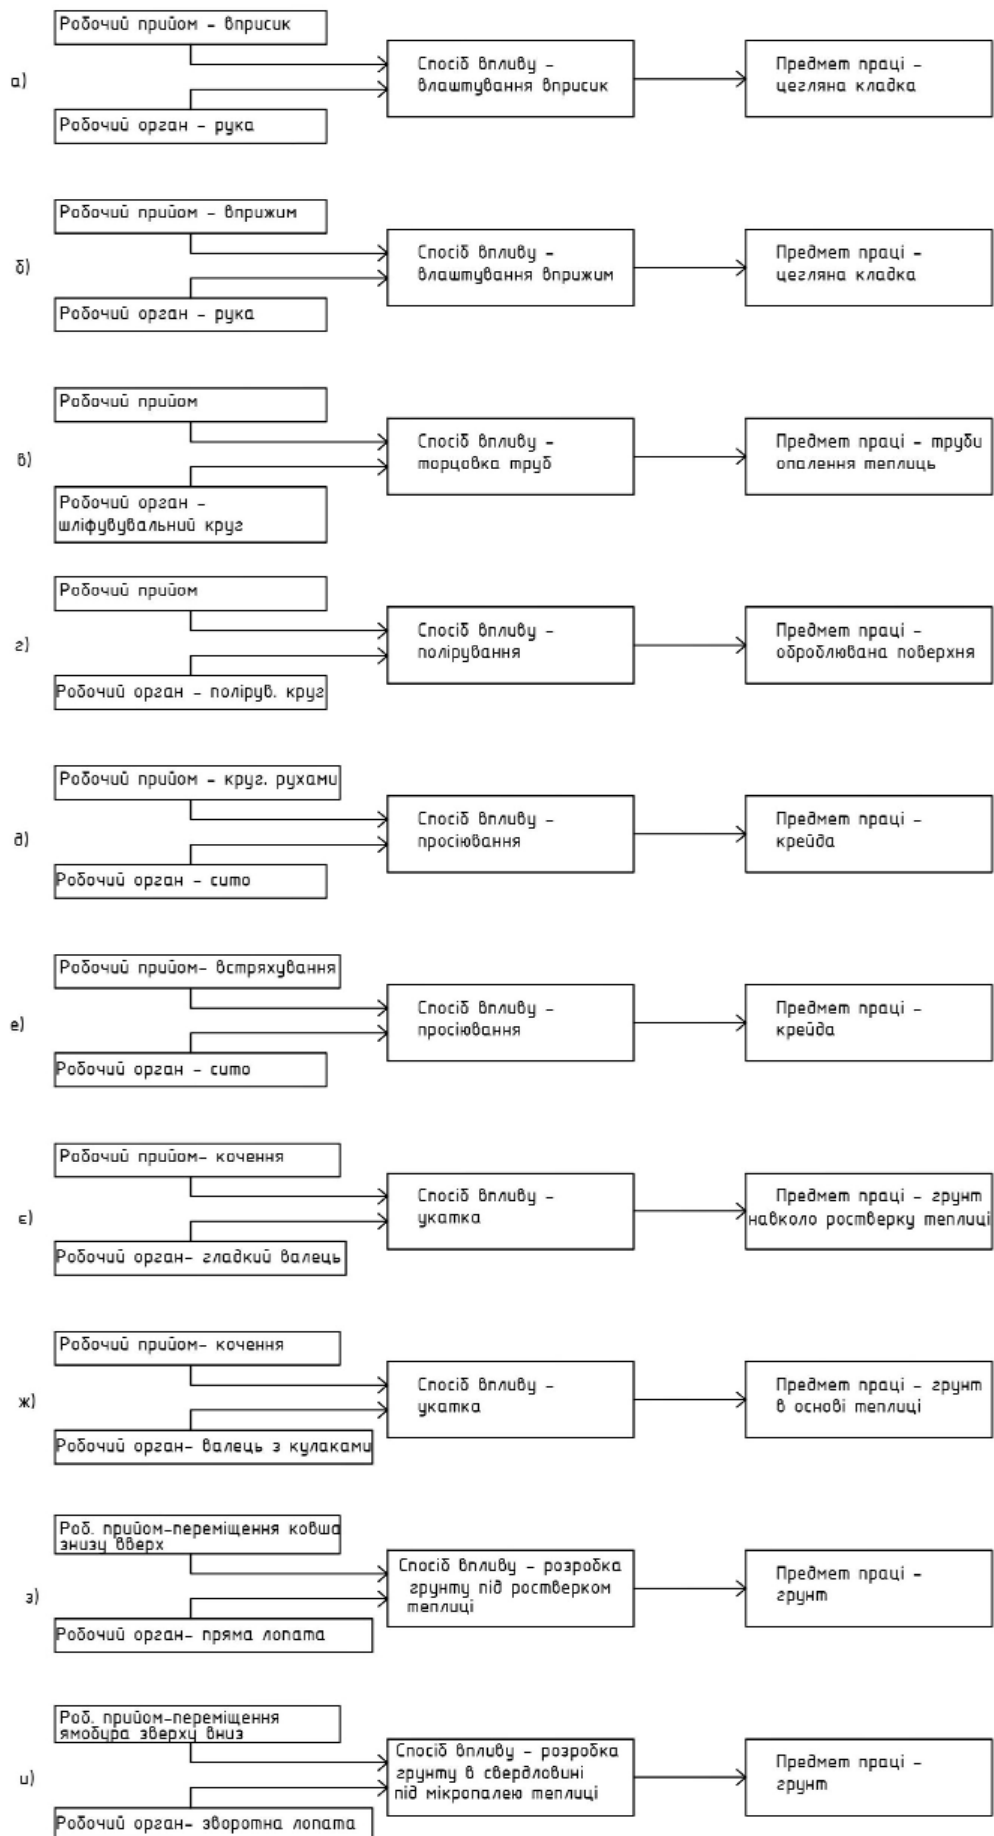 Робочий прийом - вприсик
а)
Спосіб впливу -
влаштування вприсик
Предмет праці -
цегляна кладка
Робочий орган - рука
Робочий прийом - вприжим
б)
Спосіб впливу -
влаштування вприжим
Предмет праці -
цегляна кладка
Робочий орган - рука
Робочий прийом
в)
Спосіб впливу -
торцовка труб
Предмет праці - труби
опалення теплиць
Робочий орган -
шліфувувальний круг
Робочий прийом
г)
Спосіб впливу -
полірування
Предмет праці -
оброблювана поверхня
Робочий орган - полірув. круг
Робочий прийом - круг. рухами
д)
Спосіб впливу -
просіювання
Предмет праці -
крейда
Робочий орган - сито
Робочий прийом- встряхування
е)
Спосіб впливу -
просіювання
Предмет праці -
крейда
Робочий орган - сито
Робочий прийом- кочення
є)
Спосіб впливу -
укатка
Предмет праці - грунт
навколо ростверку теплиці
Робочий орган- гладкий валець
Робочий прийом- кочення
ж)
Спосіб впливу -
укатка
Предмет праці - грунт
в основі теплиці
Робочий орган- валець з кулаками
Роб. прийом-переміщення ковша
знизу вверх
з)
Спосіб впливу - розробка
грунту під ростверком
теплиці
Предмет праці -
грунт
Робочий орган- пряма лопата
Роб. прийом-переміщення
ямобура зверху вниз
и)
Спосіб впливу - розробка
грунту в свердловині
під мікропалею теплиці
Предмет праці -
грунт
Робочий орган- зворотна лопата